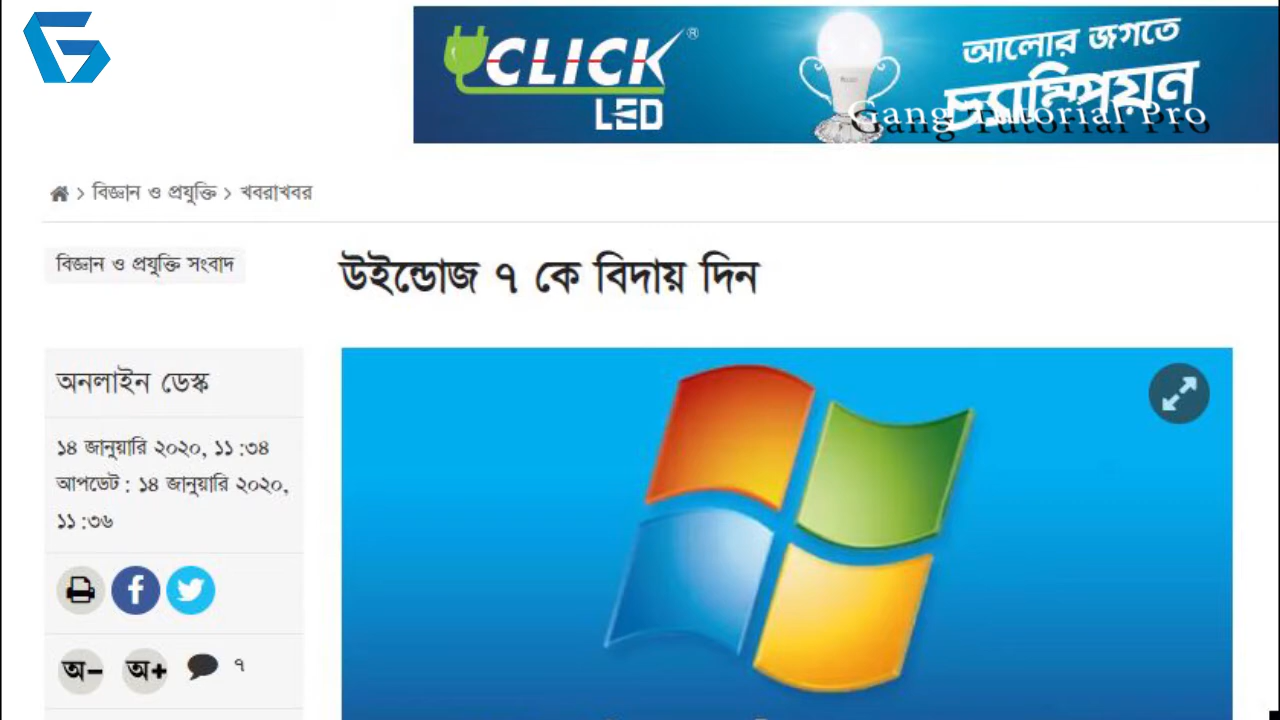 CLICK®
LED
আলোর জগতে
চ্যাম্পিয়ন
Gang Tutorial Pro
> বিজ্ঞান ও প্রযুক্তি > খবরাখবর
বিজ্ঞান ও প্রযুক্তি সংবাদ
উইন্ডোজ ৭ কে বিদায় দিন
অনলাইন ডেস্ক
১৪ জানুয়ারি ২০২০, ১১:৩৪
আপডেট: ১৪ জানুয়ারি ২০২০,
১১:৩৬
অ– অ+ ৭